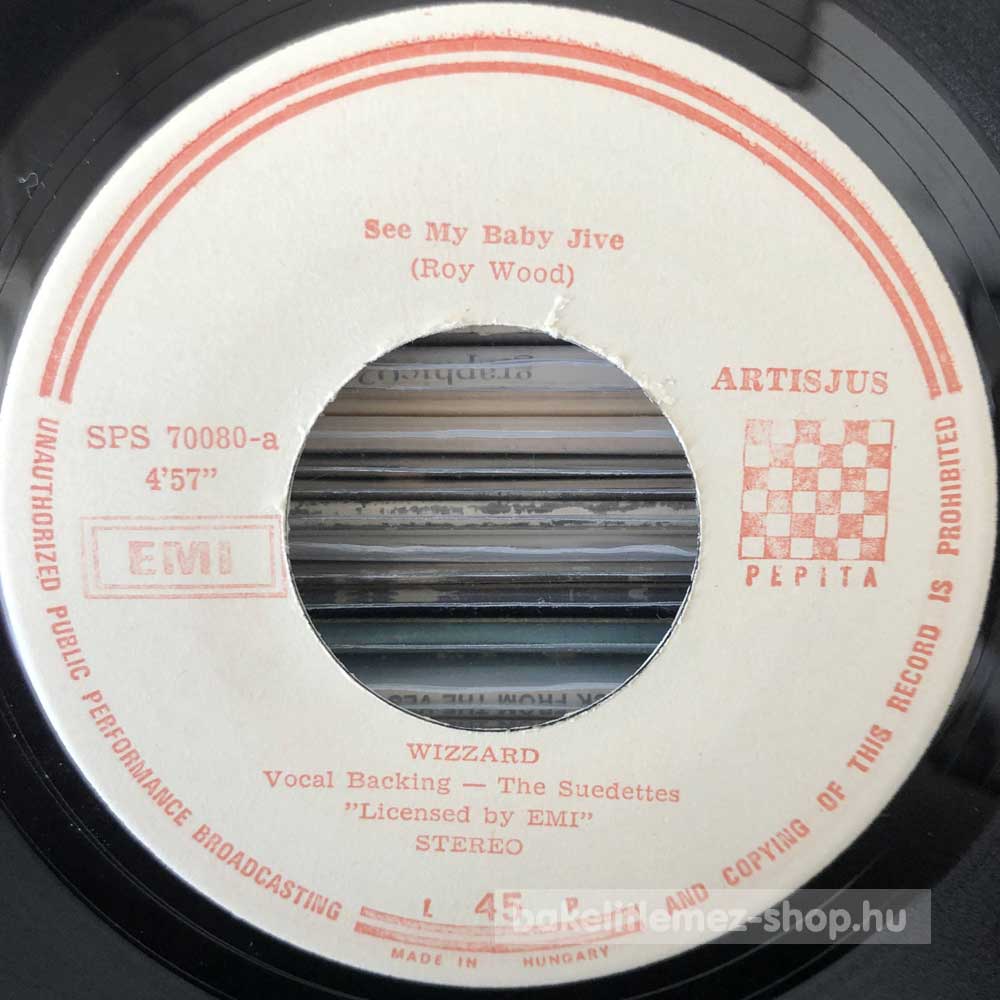 See My Baby Jive
(Roy Wood)
ARTISJUS
SPS 70080-a
4'57”
EMI
PEPITA
WIZZARD
Vocal Backing — The Suedettes
”Licensed by EMI”
STEREO
L 45 P
UNAUTHORIZED PUBLIC PERFORMANCE BROADCASTING AND COPYING OF THIS RECORD IS PROHIBITED
MADE IN HUNGARY
bakelitlemez-shop.hu